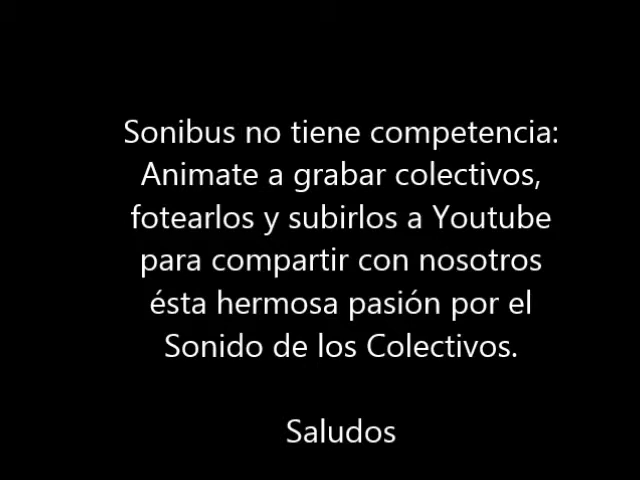 Sonibus no tiene competencia:
Animate a grabar colectivos,
fotearlos y subirlos a Youtube
para compartir con nosotros
ésta hermosa pasión por el
Sonido de los Colectivos.
Saludos